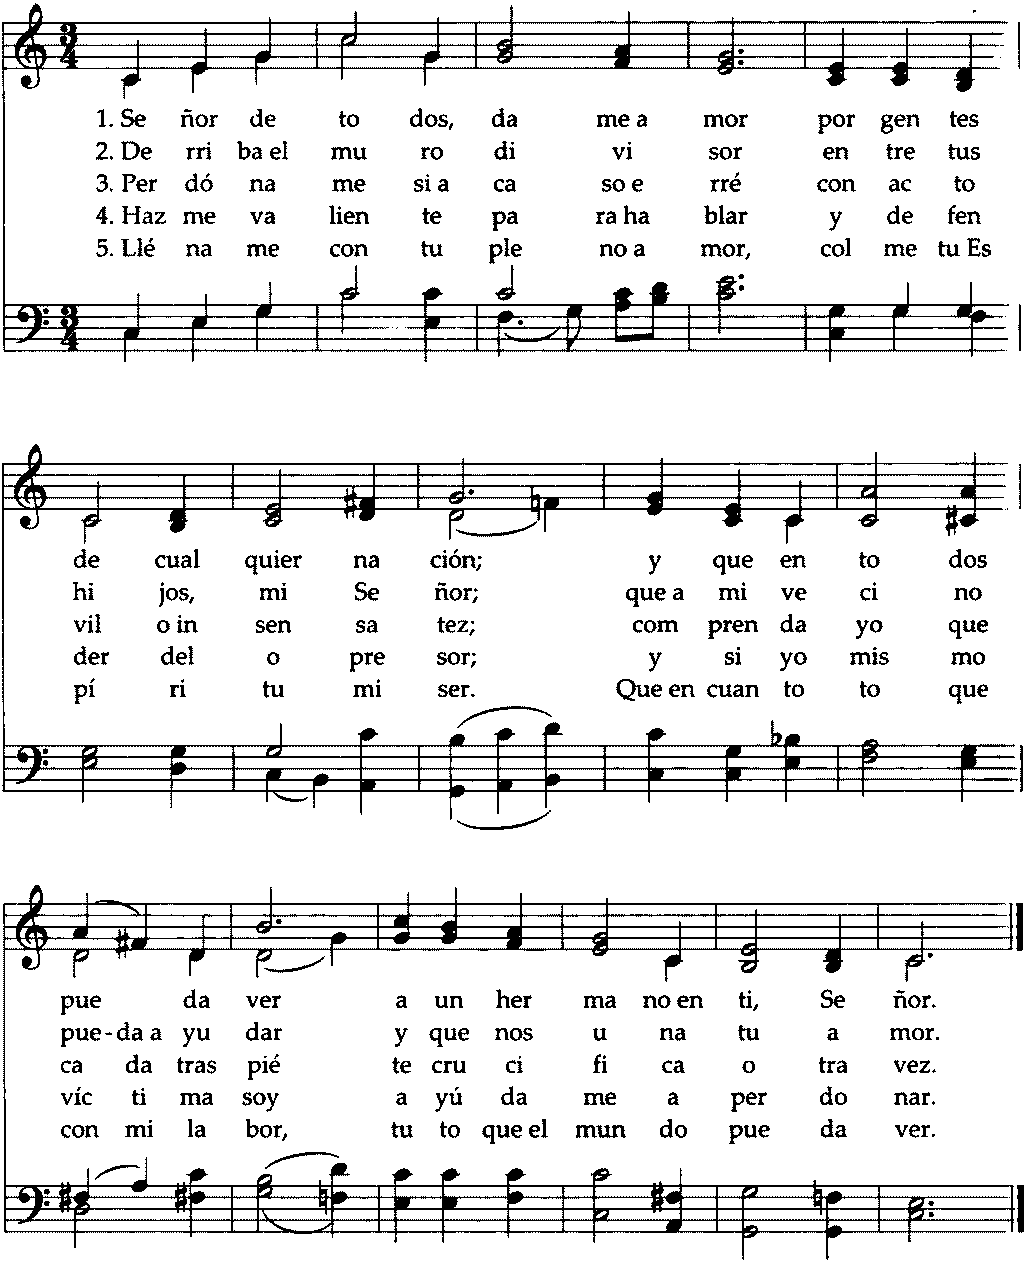 1. Se ñor de to dos, da me a mor por gen tes
2. De rri ba el mu ro di vi sor en tre tus
3. Per dó na me si a ca so e rré con ac to
4. Haz me va lien te pa ra ha blar y de fen
5. Llé na me con tu ple no a mor, col me tu Es
de cual quier na ción; y que en to dos
hi jos, mi Se ñor; que a mi ve ci no
vil o in sen sa tez; com pren da yo que
der del o pre sor; y si yo mis mo
pí ri tu mi ser. Que en cuan to to que
pue da ver a un her ma no en ti, Se ñor.
pue-da a yu dar y que nos u na tu a mor.
ca da tras pié te cru ci fi ca o tra vez.
víc ti ma soy a yú da me a per do nar.
con mi la bor, tu to que el mun do pue da ver.